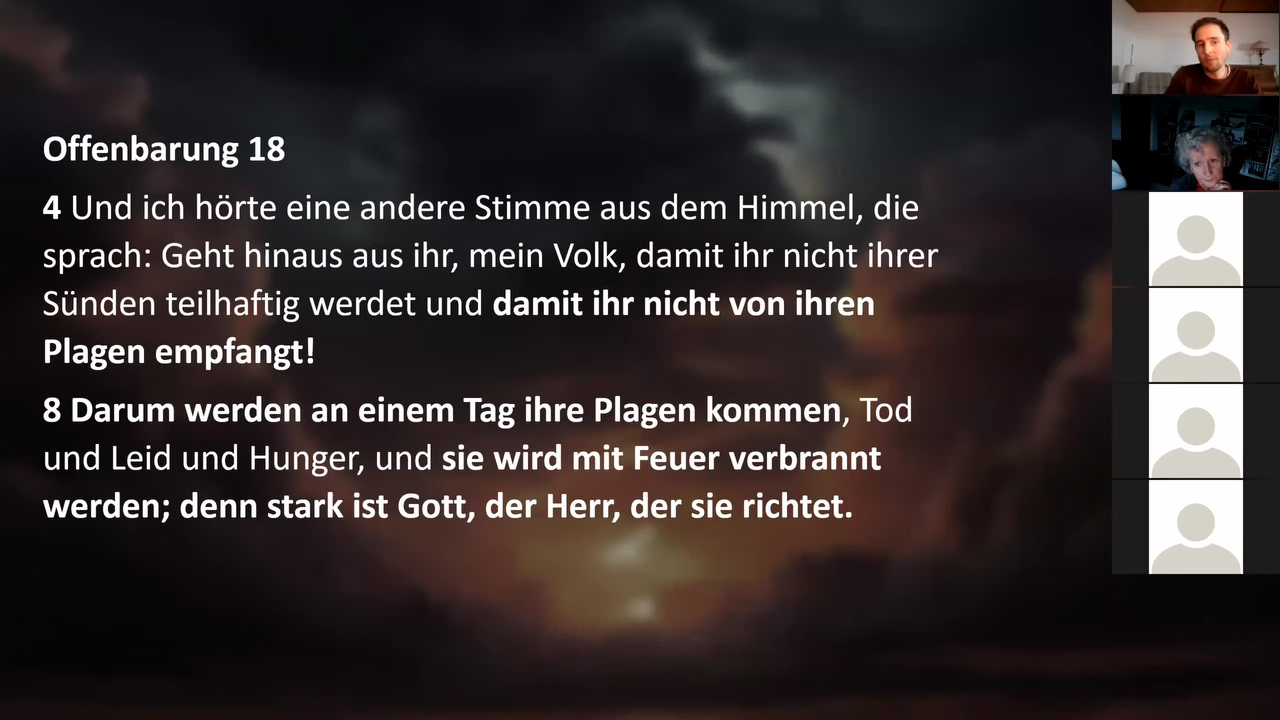 Offenbarung 18
4 Und ich hörte eine andere Stimme aus dem Himmel, die
sprach: Geht hinaus aus ihr, mein Volk, damit ihr nicht ihrer
Sünden teilhaftig werdet und damit ihr nicht von ihren
Plagen empfangt!
8 Darum werden an einem Tag ihre Plagen kommen, Tod
und Leid und Hunger, und sie wird mit Feuer verbrannt
werden; denn stark ist Gott, der Herr, der sie richtet.